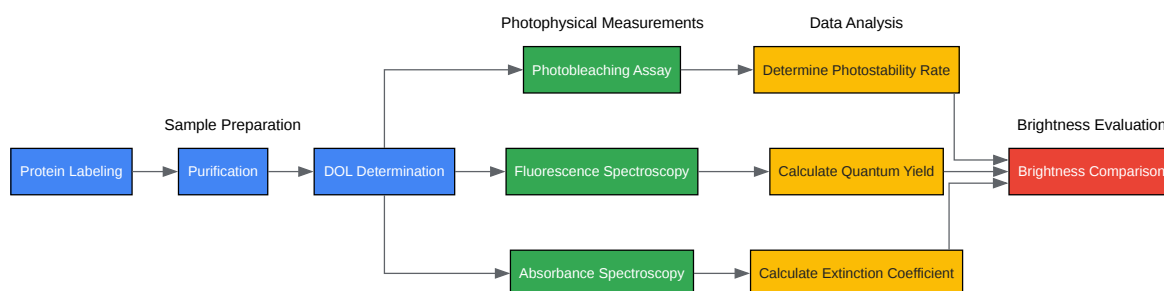 Photophysical Measurements
Data Analysis
Photobleaching Assay
Determine Photostability Rate
Sample Preparation
Brightness Evaluation
Protein Labeling
Purification
DOL Determination
Fluorescence Spectroscopy
Calculate Quantum Yield
Brightness Comparison
Absorbance Spectroscopy
Calculate Extinction Coefficient